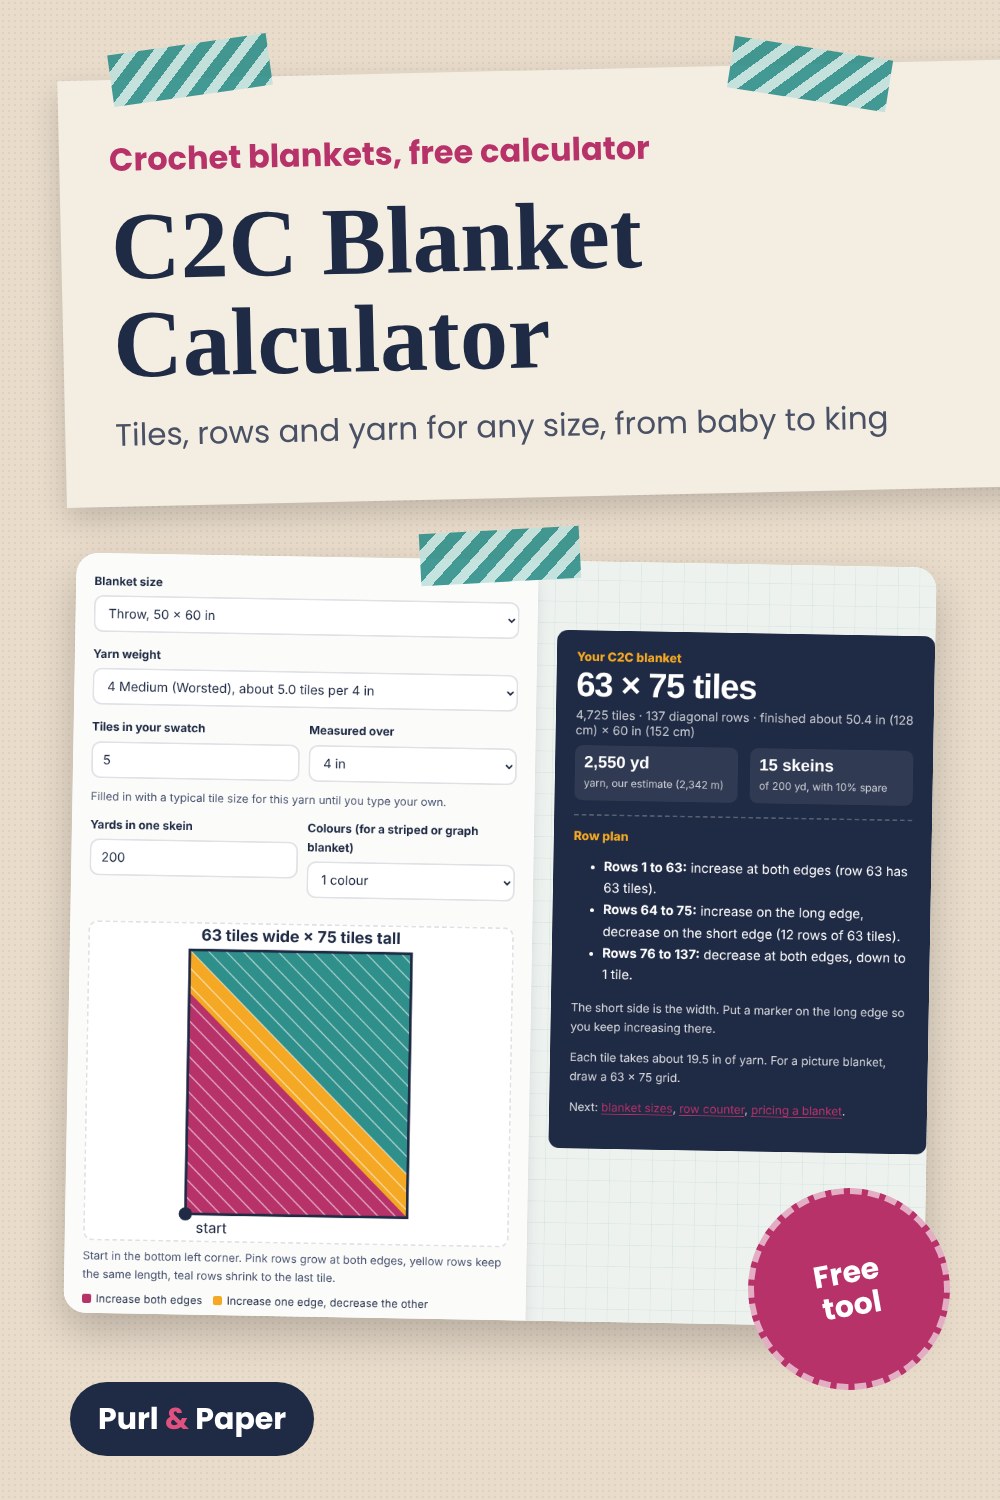 Crochet blankets, free calculator
C2C Blanket
Calculator
Tiles, rows and yarn for any size, from baby to king
Blanket size
Throw, 50 × 60 in
Yarn weight
4 Medium (Worsted), about 5.0 tiles per 4 in
Tiles in your swatch
5
Measured over
4 in
Filled in with a typical tile size for this yarn until you type your own.
Yards in one skein
200
Colours (for a striped or graph
blanket)
1 colour
63 tiles wide × 75 tiles tall
start
Start in the bottom left corner. Pink rows grow at both edges, yellow rows keep
the same length, teal rows shrink to the last tile.
Increase both edges
Increase one edge, decrease the other
Your C2C blanket
63 × 75 tiles
4,725 tiles · 137 diagonal rows · finished about 50.4 in (128
cm) × 60 in (152 cm)
2,550 yd
yarn, our estimate (2,342 m)
15 skeins
of 200 yd, with 10% spare
Row plan
• Rows 1 to 63: increase at both edges (row 63 has
63 tiles).
• Rows 64 to 75: increase on the long edge,
decrease on the short edge (12 rows of 63 tiles).
• Rows 76 to 137: decrease at both edges, down to
1 tile.
The short side is the width. Put a marker on the long edge so
you keep increasing there.
Each tile takes about 19.5 in of yarn. For a picture blanket,
draw a 63 × 75 grid.
Next: blanket sizes, row counter, pricing a blanket.
Free
tool
Purl & Paper